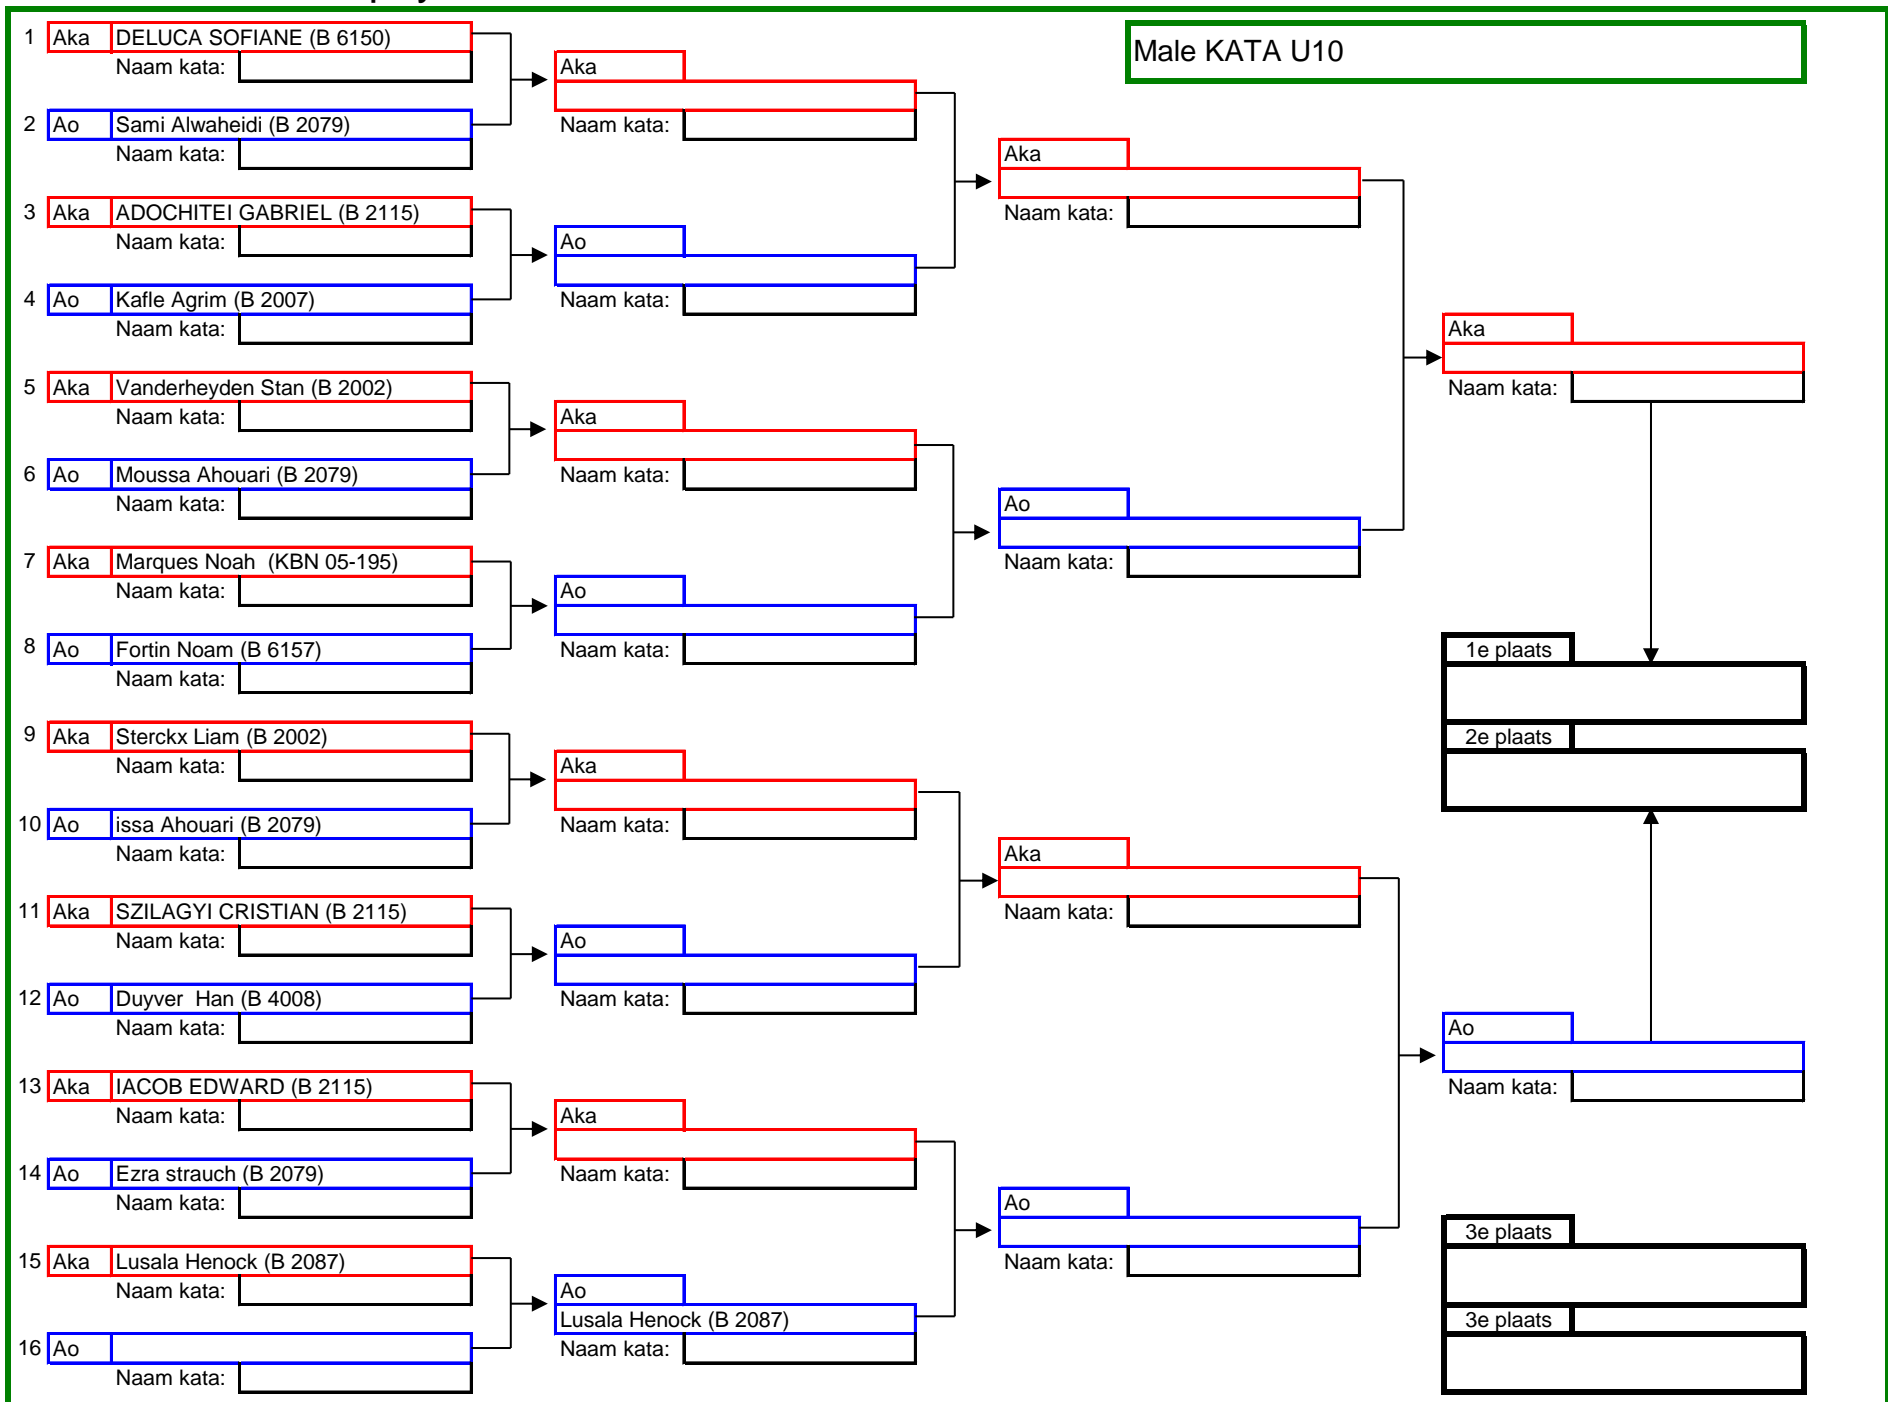 Male KATA U10
1 Aka DELUCA SOFIANE (B 6150)
Naam kata:
2 Ao Sami Alwaheidi (B 2079)
Naam kata:
3 Aka ADOCHITEI GABRIEL (B 2115)
Naam kata:
4 Ao Kafle Agrim (B 2007)
Naam kata:
5 Aka Vanderheyden Stan (B 2002)
Naam kata:
6 Ao Moussa Ahouari (B 2079)
Naam kata:
7 Aka Marques Noah  (KBN 05-195)
Naam kata:
8 Ao Fortin Noam (B 6157)
Naam kata:
9 Aka Sterckx Liam (B 2002)
Naam kata:
10 Ao issa Ahouari (B 2079)
Naam kata:
11 Aka SZILAGYI CRISTIAN (B 2115)
Naam kata:
12 Ao Duyver  Han (B 4008)
Naam kata:
13 Aka IACOB EDWARD (B 2115)
Naam kata:
14 Ao Ezra strauch (B 2079)
Naam kata:
15 Aka Lusala Henock (B 2087)
Naam kata:
16 Ao
Naam kata:
Aka
Naam kata:
Ao
Naam kata:
Aka
Naam kata:
Ao
Naam kata:
Aka
Naam kata:
Ao
Naam kata:
Aka
Naam kata:
Ao
Lusala Henock (B 2087)
Naam kata:
Aka
Naam kata:
Ao
Naam kata:
Aka
Naam kata:
Ao
Naam kata:
Aka
Naam kata:
1e plaats
2e plaats
Ao
Naam kata:
3e plaats
3e plaats